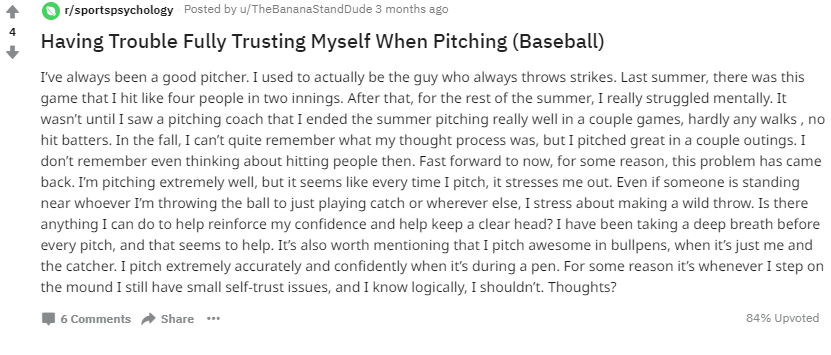 r/sportspsychology · Posted by u/TheBananaStandDude 3 months ago
4
Having Trouble Fully Trusting Myself When Pitching (Baseball)
I've always been a good pitcher. I used to actually be the guy who always throws strikes. Last summer, there was this
game that I hit like four people in two innings. After that, for the rest of the summer, I really struggled mentally. It
wasn't until I saw a pitching coach that I ended the summer pitching really well in a couple games, hardly any walks , no
hit batters. In the fall, I can't quite remember what my thought process was, but I pitched great in a couple outings. I
don't remember even thinking about hitting people then. Fast forward to now, for some reason, this problem has came
back. I'm pitching extremely well, but it seems like every time I pitch, it stresses me out. Even if someone is standing
near whoever I'm throwing the ball to just playing catch or wherever else, I stress about making a wild throw. Is there
anything I can do to help reinforce my confidence and help keep a clear head? I have been taking a deep breath before
every pitch, and that seems to help. It's also worth mentioning that I pitch awesome in bullpens, when it's just me and
the catcher. I pitch extremely accurately and confidently when it's during a pen. For some reason it's whenever I step on
the mound I still have small self-trust issues, and I know logically, I shouldn't. Thoughts?
6 Comments Share ••• 84% Upvoted